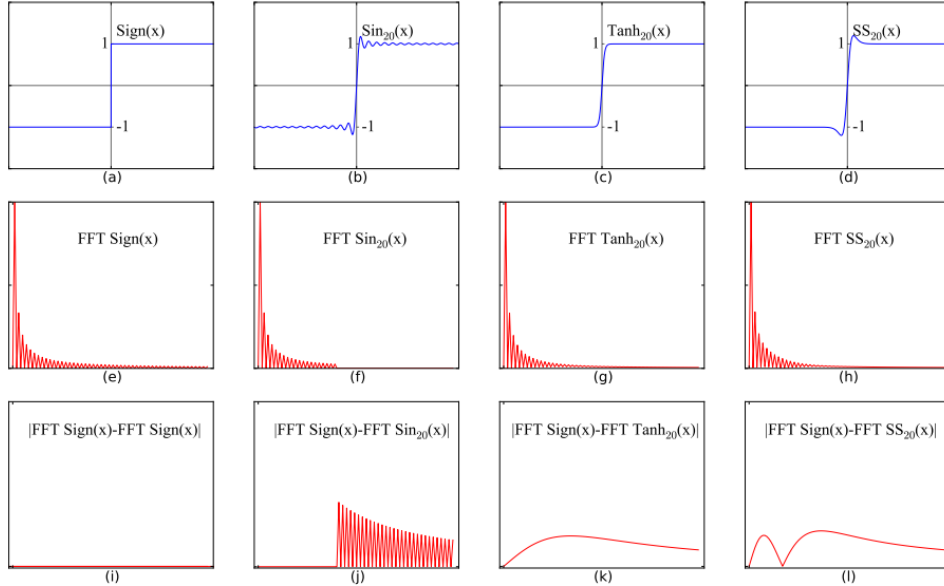 Sign(x)
1
-1
(a)
Sin₂₀(x)
1
-1
(b)
Tanh₂₀(x)
1
-1
(c)
SS₂₀(x)
1
-1
(d)
FFT Sign(x)
(e)
FFT Sin₂₀(x)
(f)
FFT Tanh₂₀(x)
(g)
FFT SS₂₀(x)
(h)
|FFT Sign(x)-FFT Sign(x)|
(i)
|FFT Sign(x)-FFT Sin₂₀(x)|
(j)
|FFT Sign(x)-FFT Tanh₂₀(x)|
(k)
|FFT Sign(x)-FFT SS₂₀(x)|
(l)